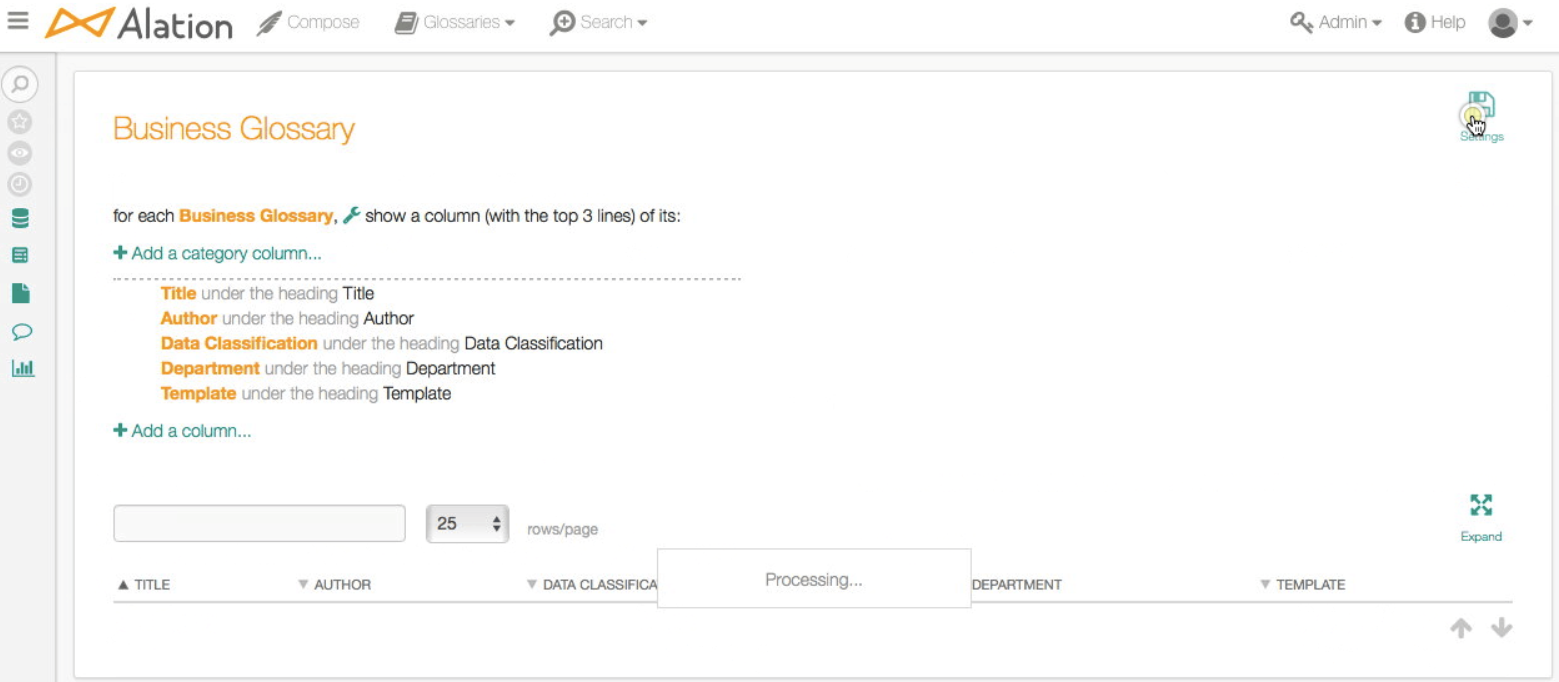 Alation Compose Glossaries Search Admin Help
Business Glossary
Settings
for each Business Glossary, show a column (with the top 3 lines) of its:
Add a category column...
Title under the heading Title
Author under the heading Author
Data Classification under the heading Data Classification
Department under the heading Department
Template under the heading Template
Add a column...
25 rows/page
Expand
Processing...
TITLE AUTHOR DATA CLASSIFICA DEPARTMENT TEMPLATE